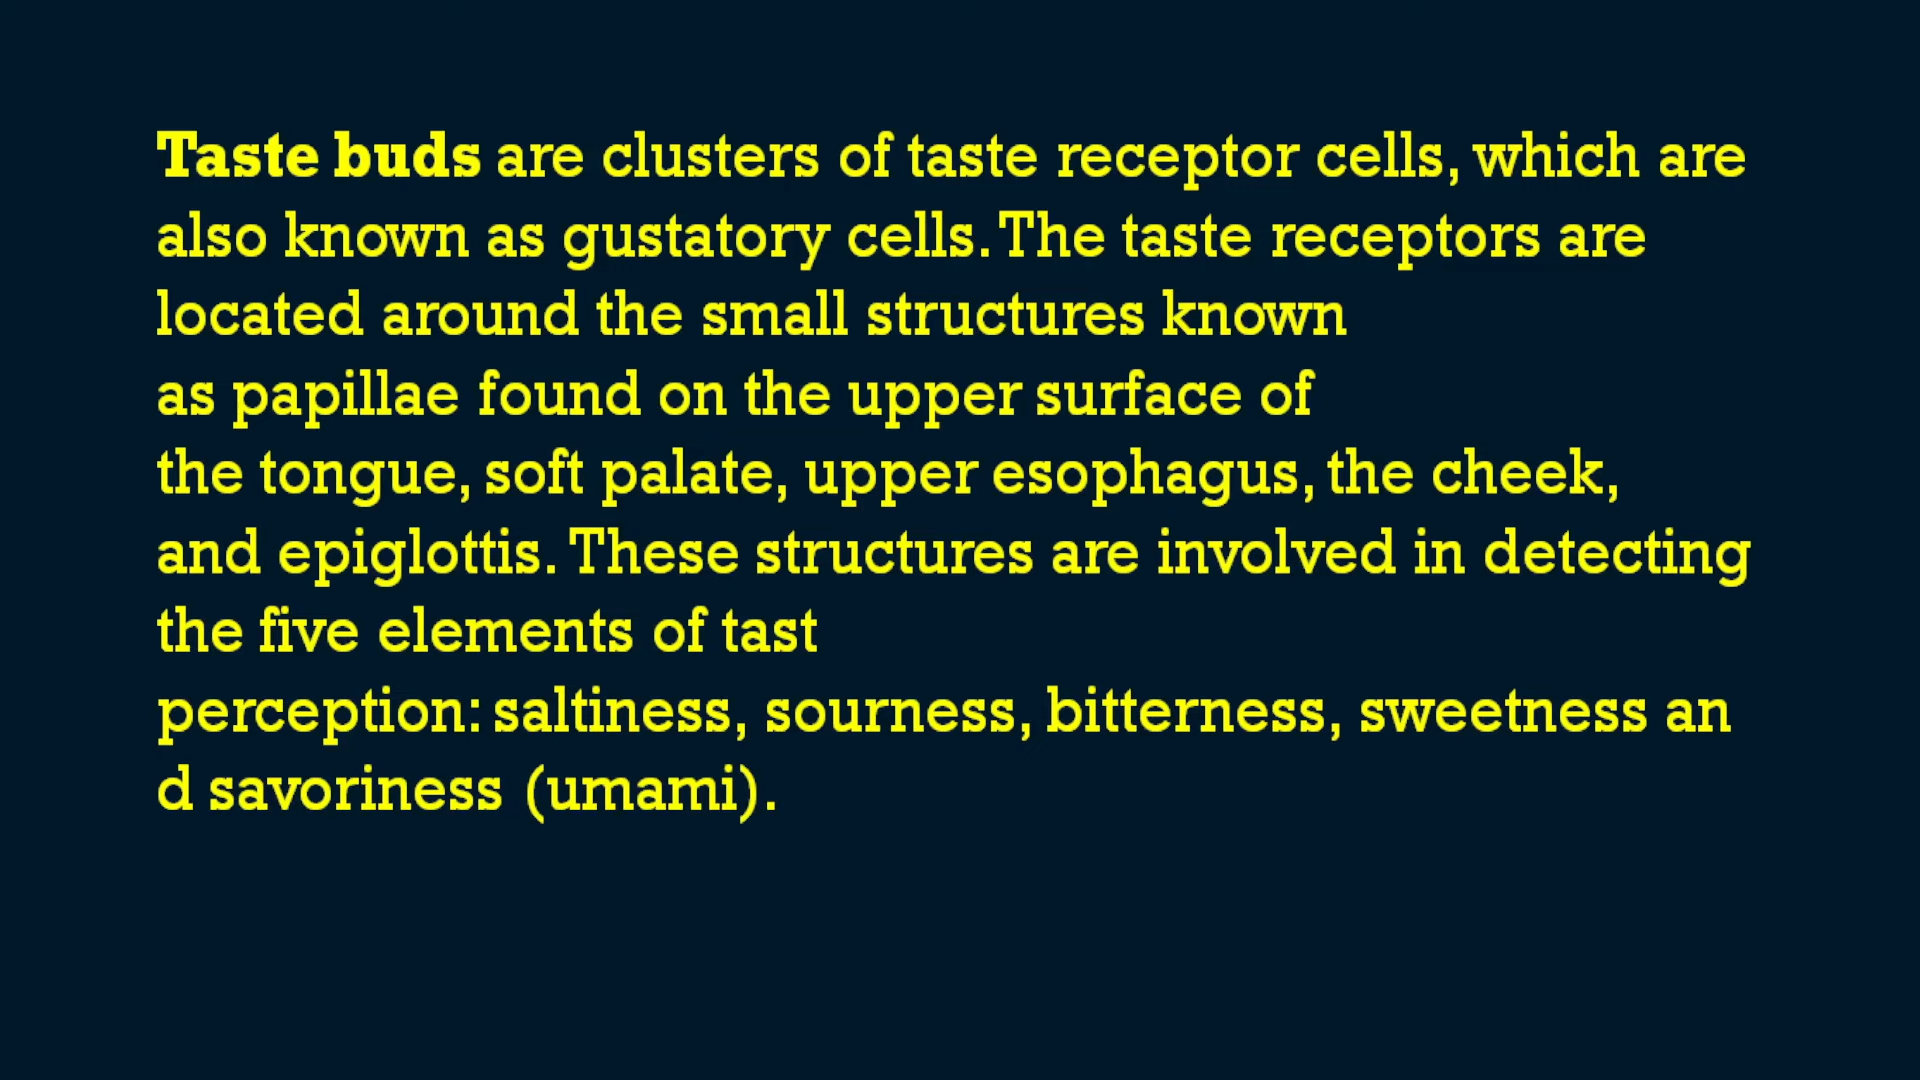 Taste buds are clusters of taste receptor cells, which are
also known as gustatory cells. The taste receptors are
located around the small structures known
as papillae found on the upper surface of
the tongue, soft palate, upper esophagus, the cheek,
and epiglottis. These structures are involved in detecting
the five elements of tast
perception: saltiness, sourness, bitterness, sweetness an
d savoriness (umami).